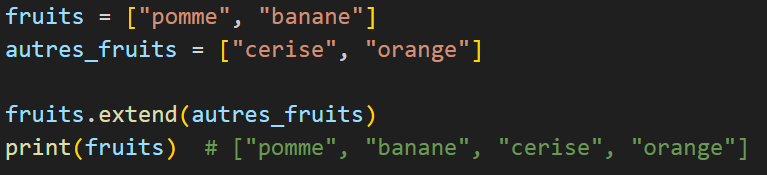 fruits = ["pomme", "banane"]
autres_fruits = ["cerise", "orange"]
fruits.extend(autres_fruits)
print(fruits)  # ["pomme", "banane", "cerise", "orange"]